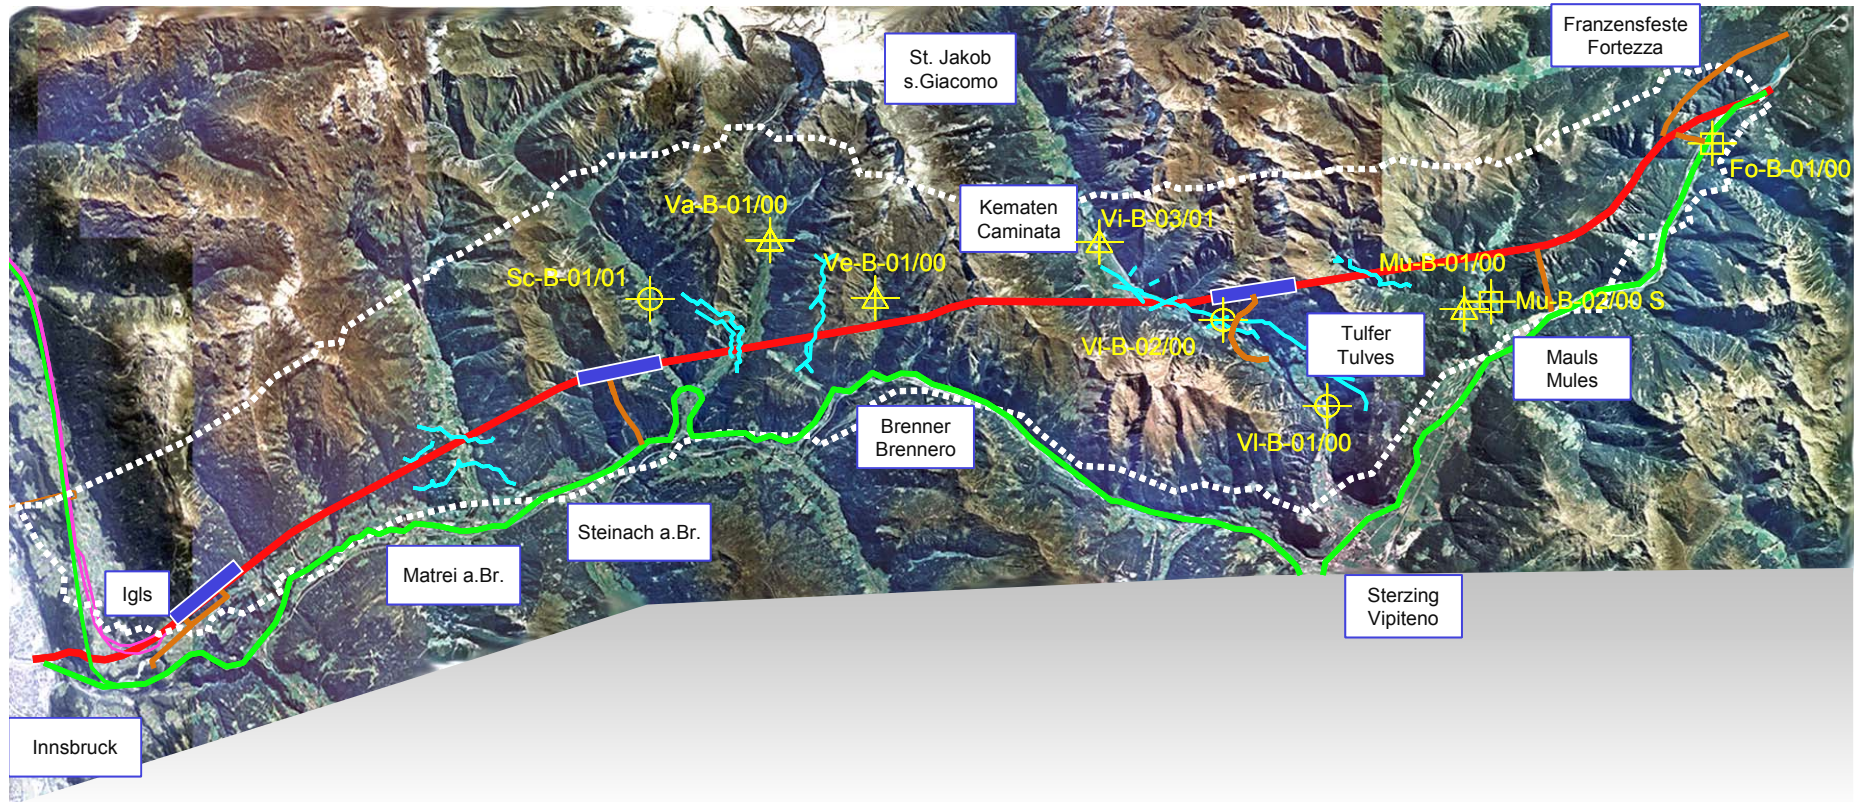 Franzensfeste
Fortezza
St. Jakob
s.Giacomo
Fo-B-01/00
Va-B-01/00
Kematen
Caminata
Vi-B-03/01
Sc-B-01/01
Ve-B-01/00
Mu-B-01/00
Mu-B-02/00 S
VI-B-02/00
Tulfer
Tulves
Mauls
Mules
Brenner
Brennero
VI-B-01/00
Steinach a.Br.
Matrei a.Br.
Igls
Sterzing
Vipiteno
Innsbruck